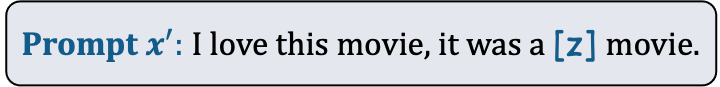 Prompt x′: I love this movie, it was a [z] movie.